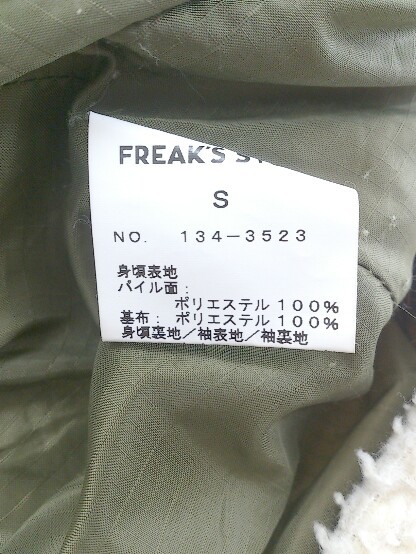 FREAK'S
S
NO. 134-3523
身頃表地
パイル面:
ポリエステル100%
基布: ポリエステル100%
身頃裏地/袖表地/袖裏地